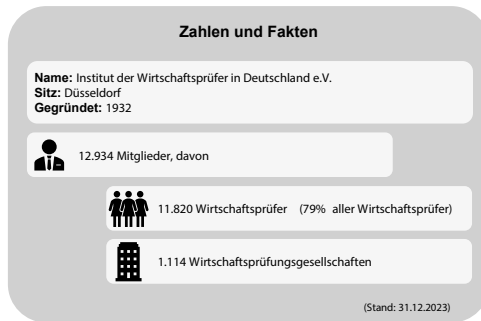 Zahlen und Fakten
Name: Institut der Wirtschaftsprüfer in Deutschland e.V.
Sitz: Düsseldorf
Gegründet: 1932
12.934 Mitglieder, davon
11.820 Wirtschaftsprüfer (79% aller Wirtschaftsprüfer)
1.114 Wirtschaftsprüfungsgesellschaften
(Stand: 31.12.2023)